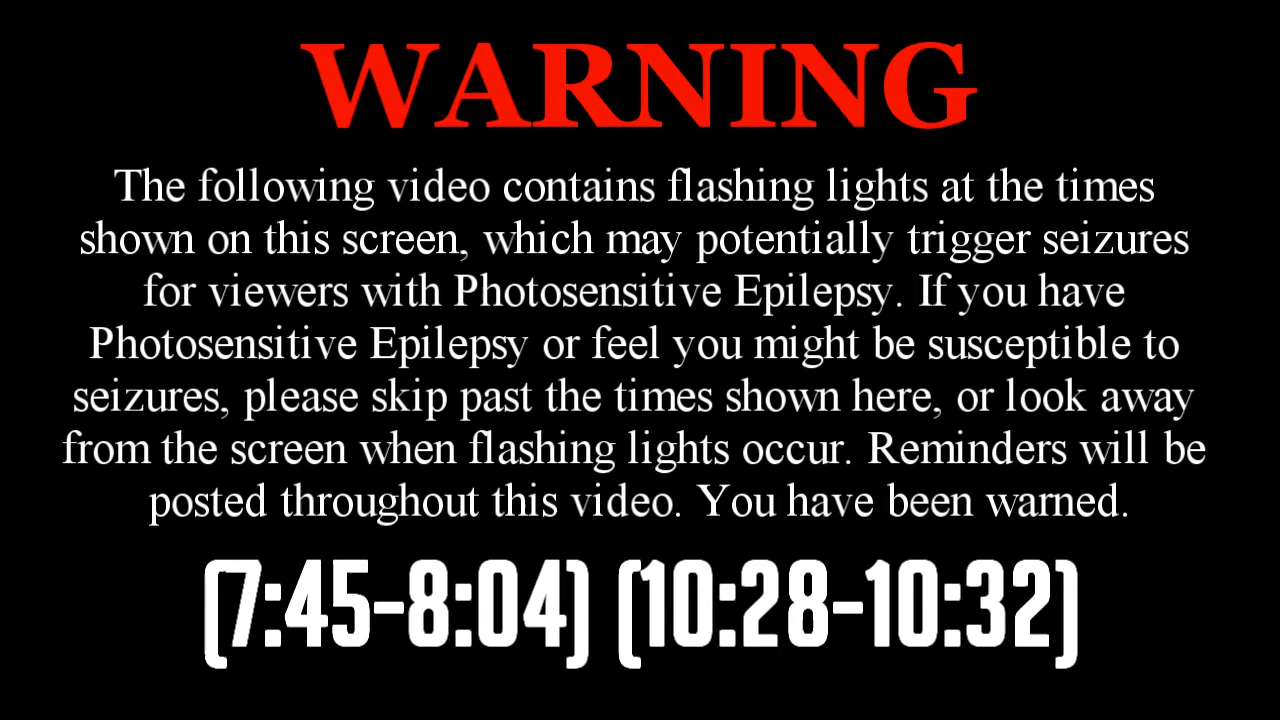 WARNING
The following video contains flashing lights at the times
shown on this screen, which may potentially trigger seizures
for viewers with Photosensitive Epilepsy. If you have
Photosensitive Epilepsy or feel you might be susceptible to
seizures, please skip past the times shown here, or look away
from the screen when flashing lights occur. Reminders will be
posted throughout this video. You have been warned.
(7:45-8:04) (10:28-10:32)